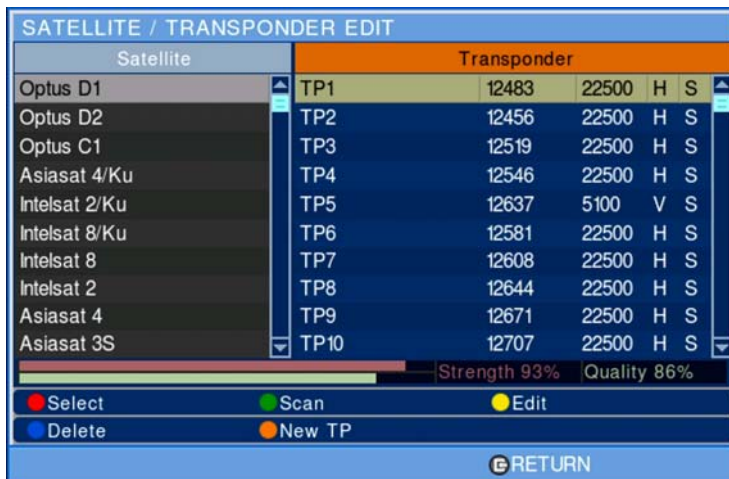 SATELLITE / TRANSPONDER EDIT
Satellite Transponder
Optus D1 TP1 12483 22500 H S
Optus D2 TP2 12456 22500 H S
Optus C1 TP3 12519 22500 H S
Asiasat 4/Ku TP4 12546 22500 H S
Intelsat 2/Ku TP5 12637 5100 V S
Intelsat 8/Ku TP6 12581 22500 H S
Intelsat 8 TP7 12608 22500 H S
Intelsat 2 TP8 12644 22500 H S
Asiasat 4 TP9 12671 22500 H S
Asiasat 3S TP10 12707 22500 H S
Strength 93% Quality 86%
Select Scan Edit
Delete New TP
RETURN